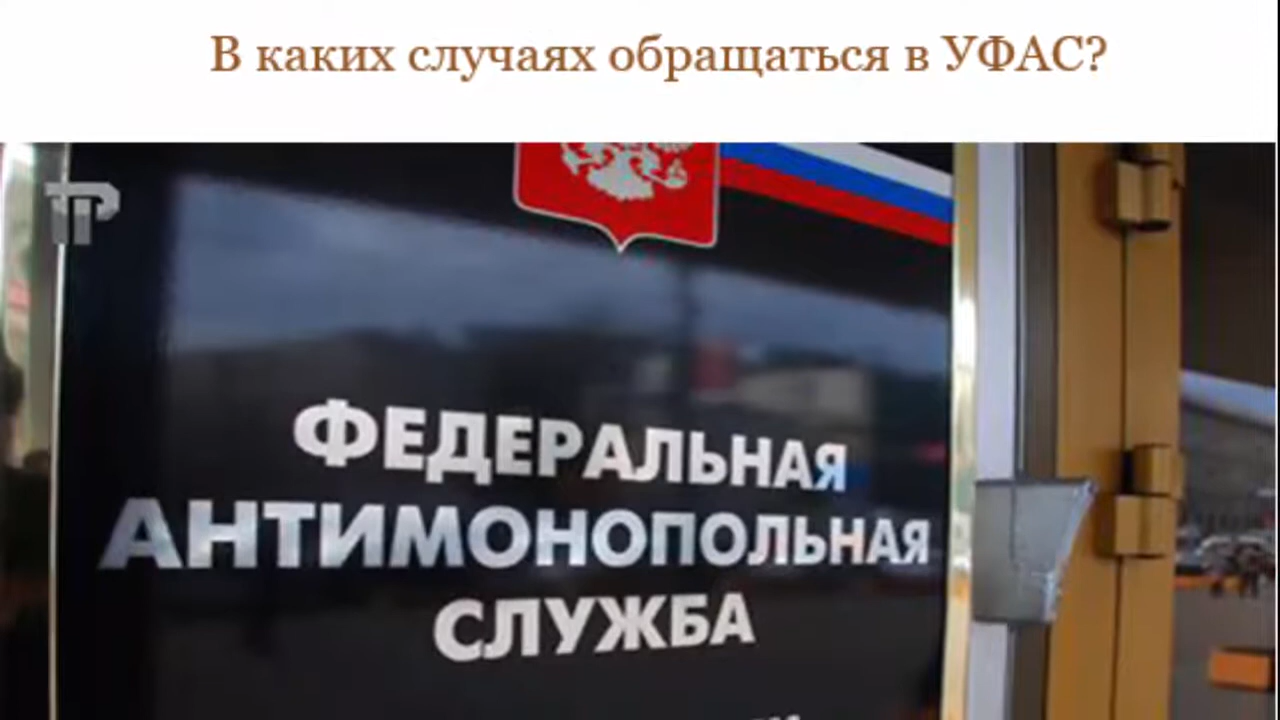 В каких случаях обращаться в УФАС?
ФЕДЕРАЛЬНАЯ
АНТИМОНОПОЛЬНАЯ
СЛУЖБА